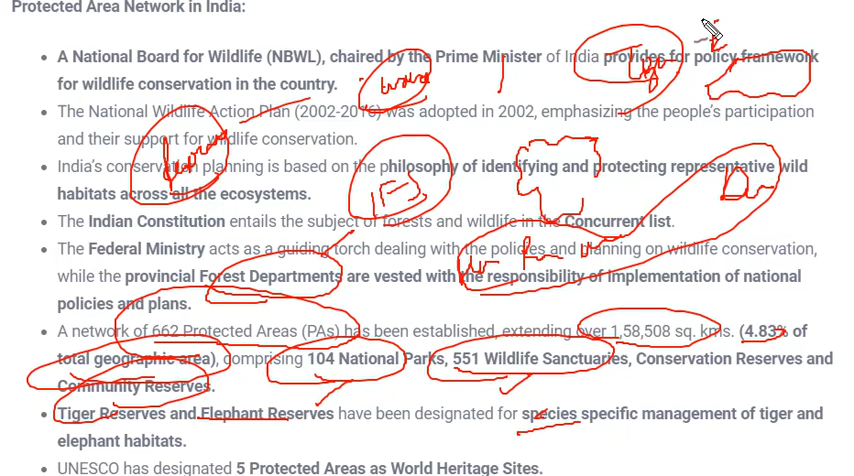 Protected Area Network in India:
• A National Board for Wildlife (NBWL), chaired by the Prime Minister of India provides for policy framework
for wildlife conservation in the country.
• The National Wildlife Action Plan (2002-2016) was adopted in 2002, emphasizing the people's participation
and their support for wildlife conservation.
• India's conservation planning is based on the philosophy of identifying and protecting representative wild
habitats across all the ecosystems.
• The Indian Constitution entails the subject of forests and wildlife in the Concurrent list.
• The Federal Ministry acts as a guiding torch dealing with the policies and planning on wildlife conservation,
while the provincial Forest Departments are vested with the responsibility of implementation of national
policies and plans.
• A network of 662 Protected Areas (PAs) has been established, extending over 1,58,508 sq. kms. (4.83% of
total geographic area), comprising 104 National Parks, 551 Wildlife Sanctuaries, Conservation Reserves and
Community Reserves.
• Tiger Reserves and Elephant Reserves have been designated for species specific management of tiger and
elephant habitats.
• UNESCO has designated 5 Protected Areas as World Heritage Sites.